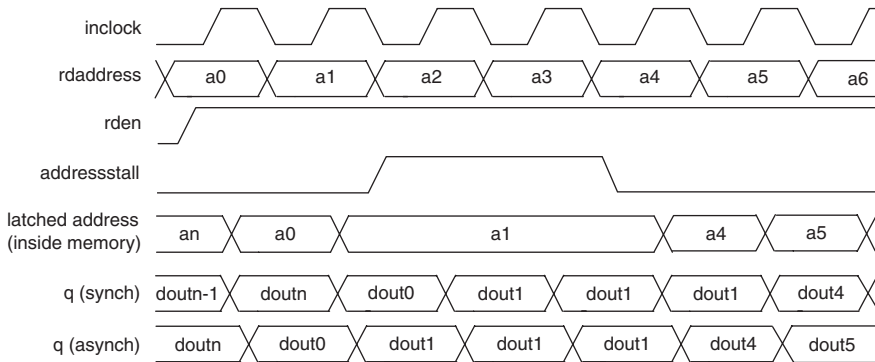 inclock
rdaddress a0 a1 a2 a3 a4 a5 a6
rden
addressstall
latched address
(inside memory) an a0 a1 a4 a5
q (synch) doutn-1 doutn dout0 dout1 dout1 dout1 dout4
q (asynch) doutn dout0 dout1 dout1 dout1 dout4 dout5